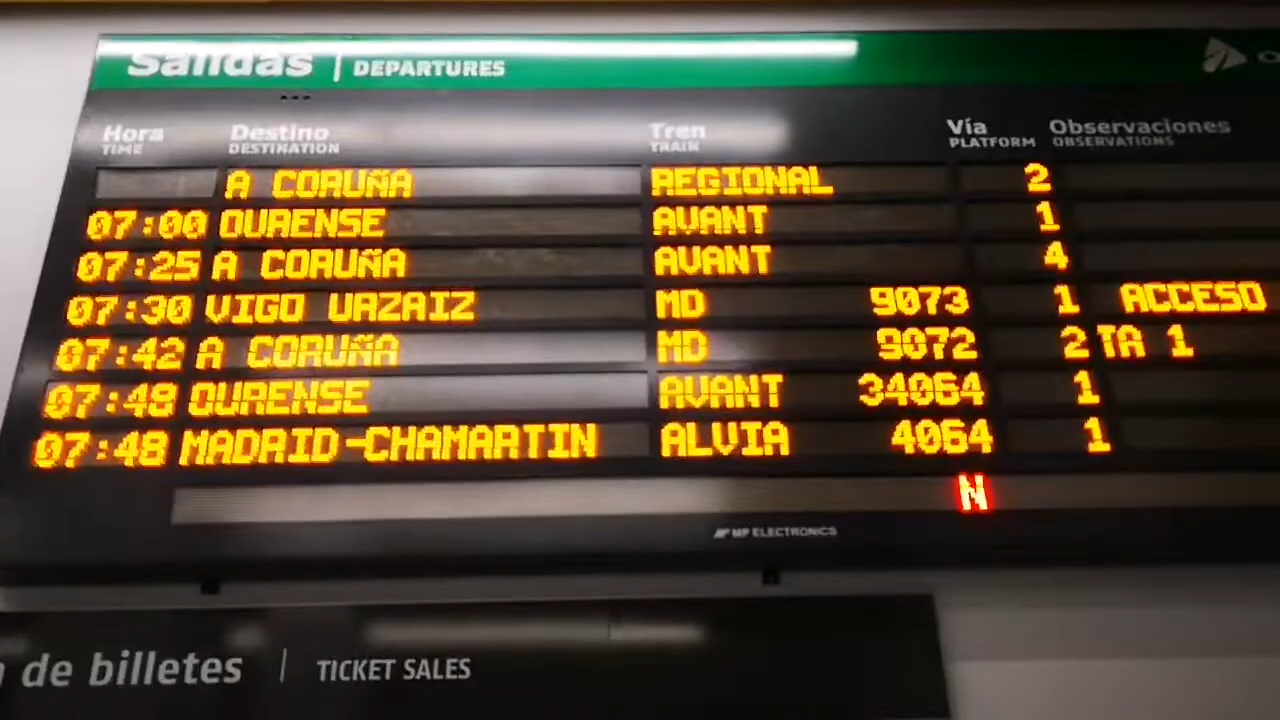 Salidas | DEPARTURES
Hora Destino Tren Vía Observaciones
TIME DESTINATION TRAIN PLATFORM OBSERVATIONS
A CORUÑA REGIONAL 2
07:00 OURENSE AVANT 1
07:25 A CORUÑA AVANT 4
07:30 VIGO URZAIZ MD 9073 1 ACCESO
07:42 A CORUÑA MD 9072 2 TA 1
07:48 OURENSE AVANT 34064 1
07:48 MADRID-CHAMARTIN ALVIA 4064 1
N
MP ELECTRONICS
de billetes | TICKET SALES